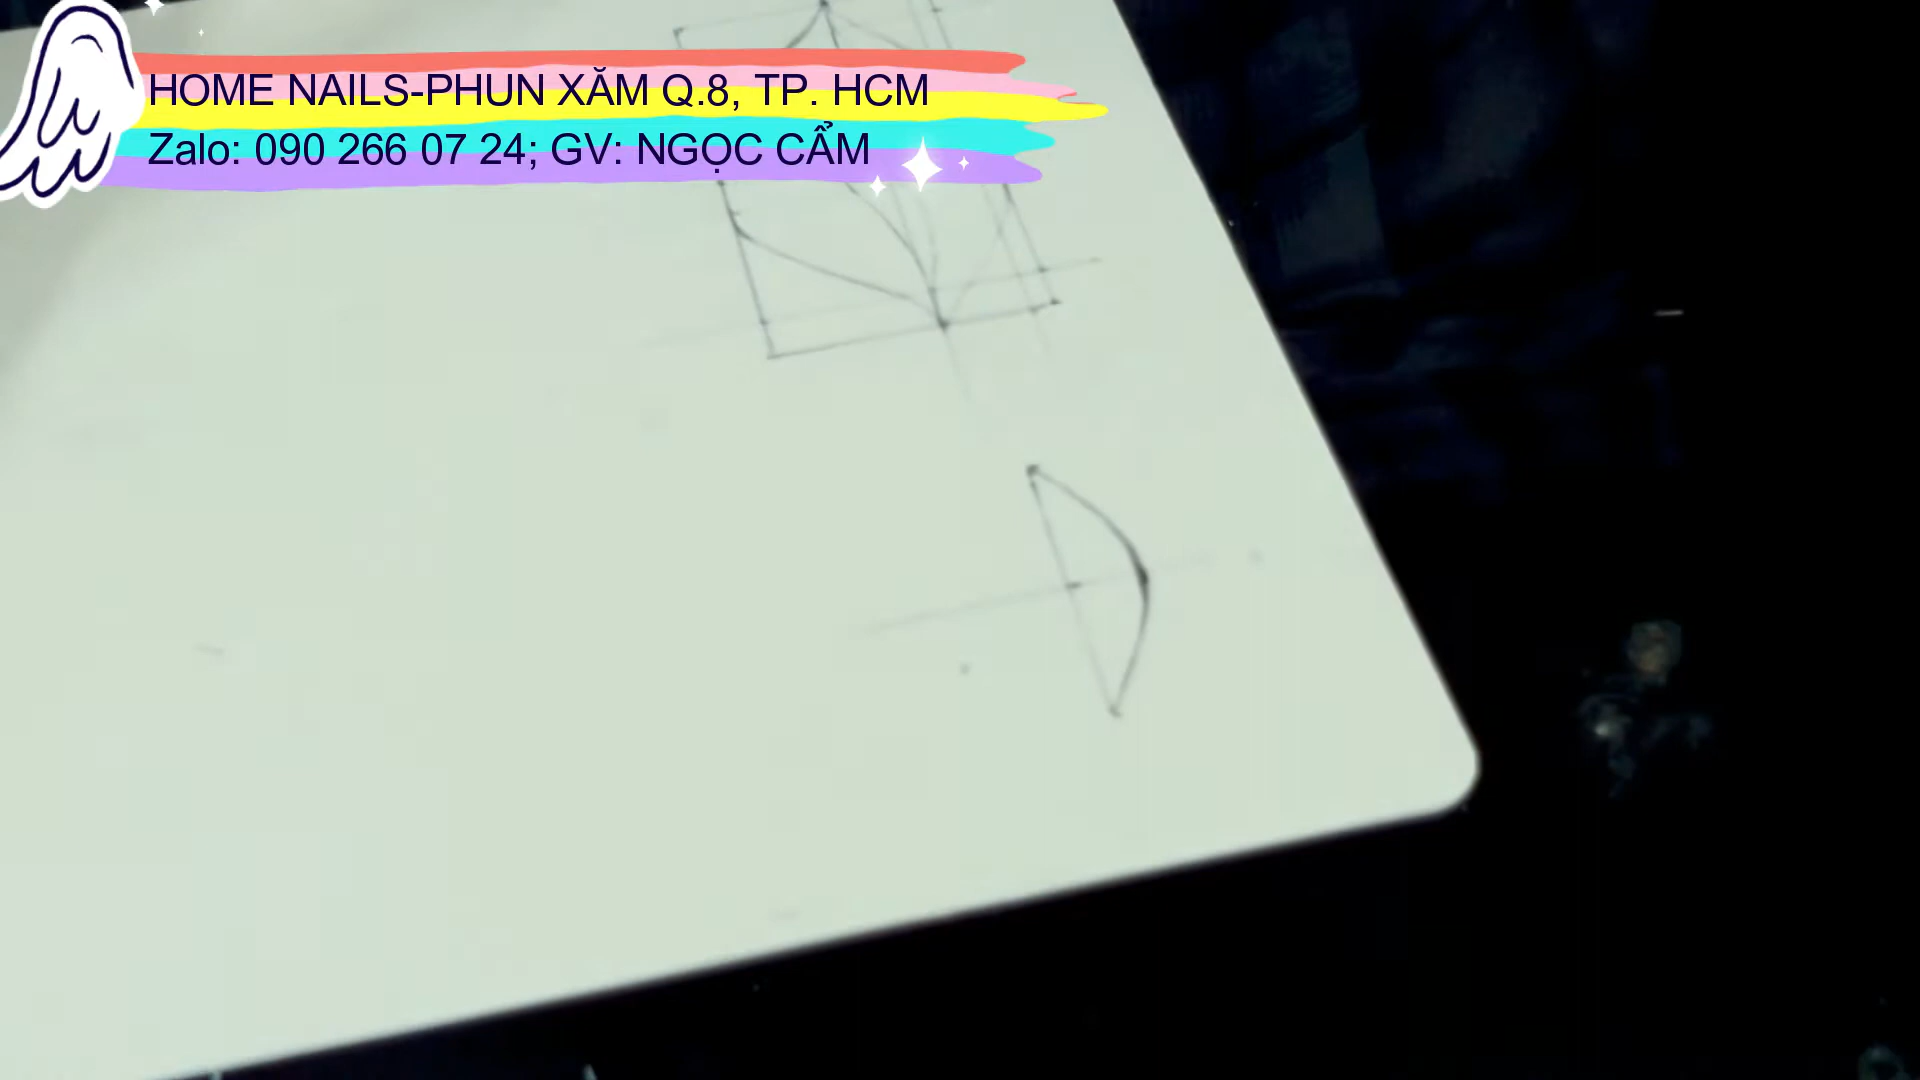 HOME NAILS-PHUN XĂM Q.8, TP. HCM
Zalo: 090 266 07 24; GV: NGỌC CẨM